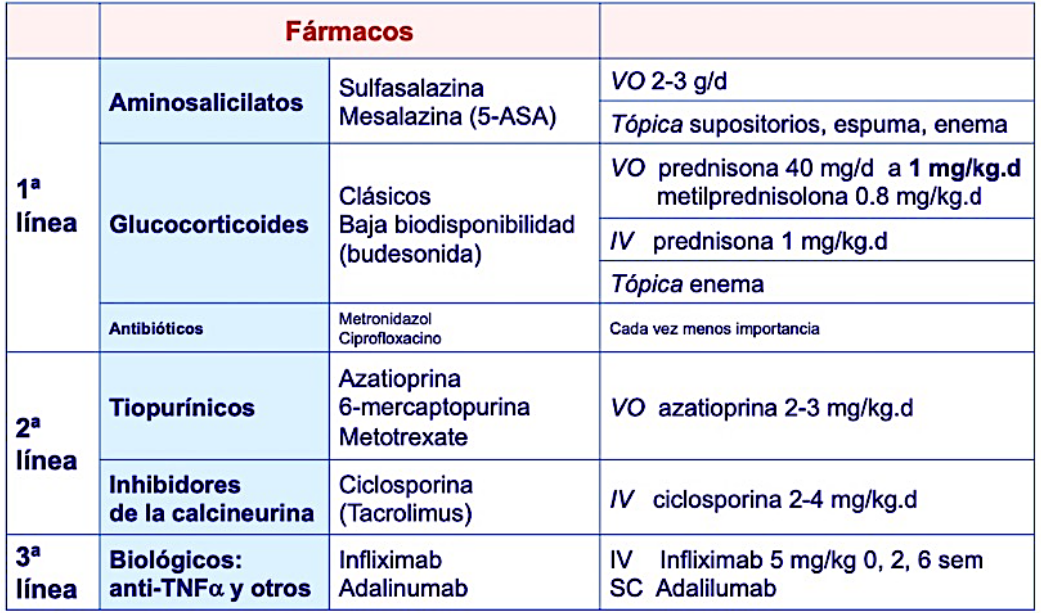 Fármacos
1ª
línea
Aminosalicilatos
Sulfasalazina
Mesalazina (5-ASA)
VO 2-3 g/d
Tópica supositorios, espuma, enema
Glucocorticoides
Clásicos
Baja biodisponibilidad
(budesonida)
VO prednisona 40 mg/d a 1 mg/kg.d
metilprednisolona 0.8 mg/kg.d
IV prednisona 1 mg/kg.d
Tópica enema
Antibióticos
Metronidazol
Ciprofloxacino
Cada vez menos importancia
2ª
línea
Tiopurínicos
Azatioprina
6-mercaptopurina
Metotrexate
VO azatioprina 2-3 mg/kg.d
Inhibidores
de la calcineurina
Ciclosporina
(Tacrolimus)
IV ciclosporina 2-4 mg/kg.d
3ª
línea
Biológicos:
anti-TNFα y otros
Infliximab
Adalinumab
IV Infliximab 5 mg/kg 0, 2, 6 sem
SC Adalilumab